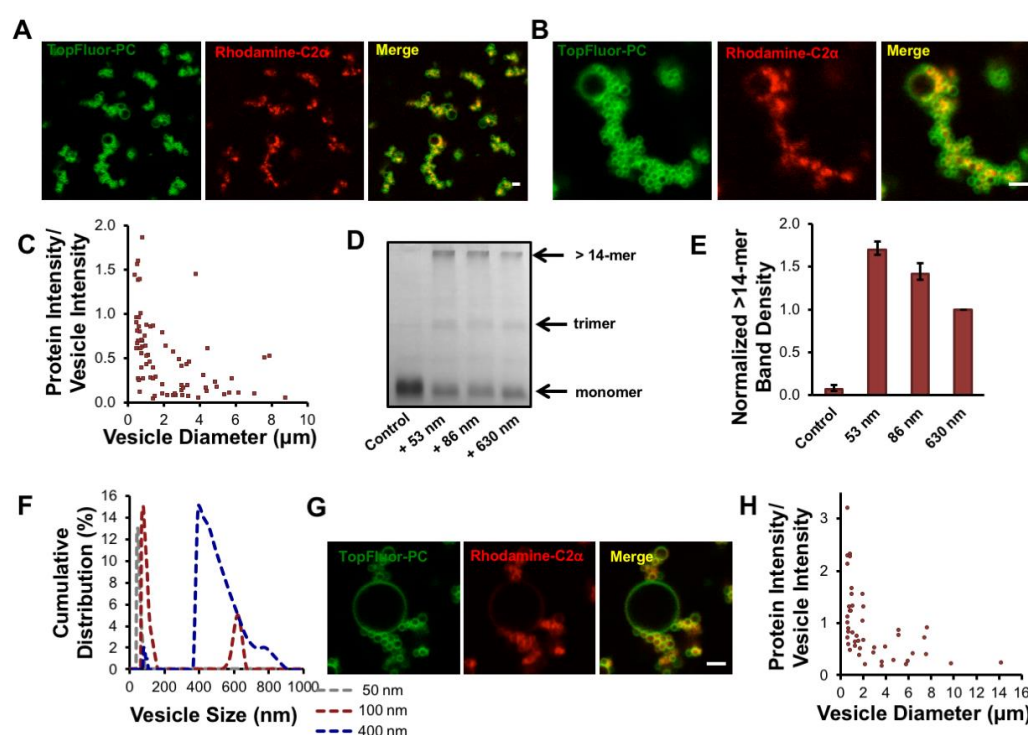 A
TopFluor-PC
Rhodamine-C2α
Merge
B
TopFluor-PC
Rhodamine-C2α
Merge
C
Protein Intensity/
Vesicle Intensity
2.0
1.5
1.0
0.5
0.0
0 2 4 6 8 10
Vesicle Diameter (μm)
D
> 14-mer
trimer
monomer
Control
+ 53 nm
+ 86 nm
+ 630 nm
E
Normalized >14-mer
Band Density
2.0
1.5
1.0
0.5
0.0
Control
53 nm
86 nm
630 nm
F
Cumulative
Distribution (%)
16
14
12
10
8
6
4
2
0
0 200 400 600 800 1000
Vesicle Size (nm)
50 nm
100 nm
400 nm
G
TopFluor-PC
Rhodamine-C2α
Merge
H
Protein Intensity/
Vesicle Intensity
3
2
1
0
0 2 4 6 8 10 12 14 16
Vesicle Diameter (μm)